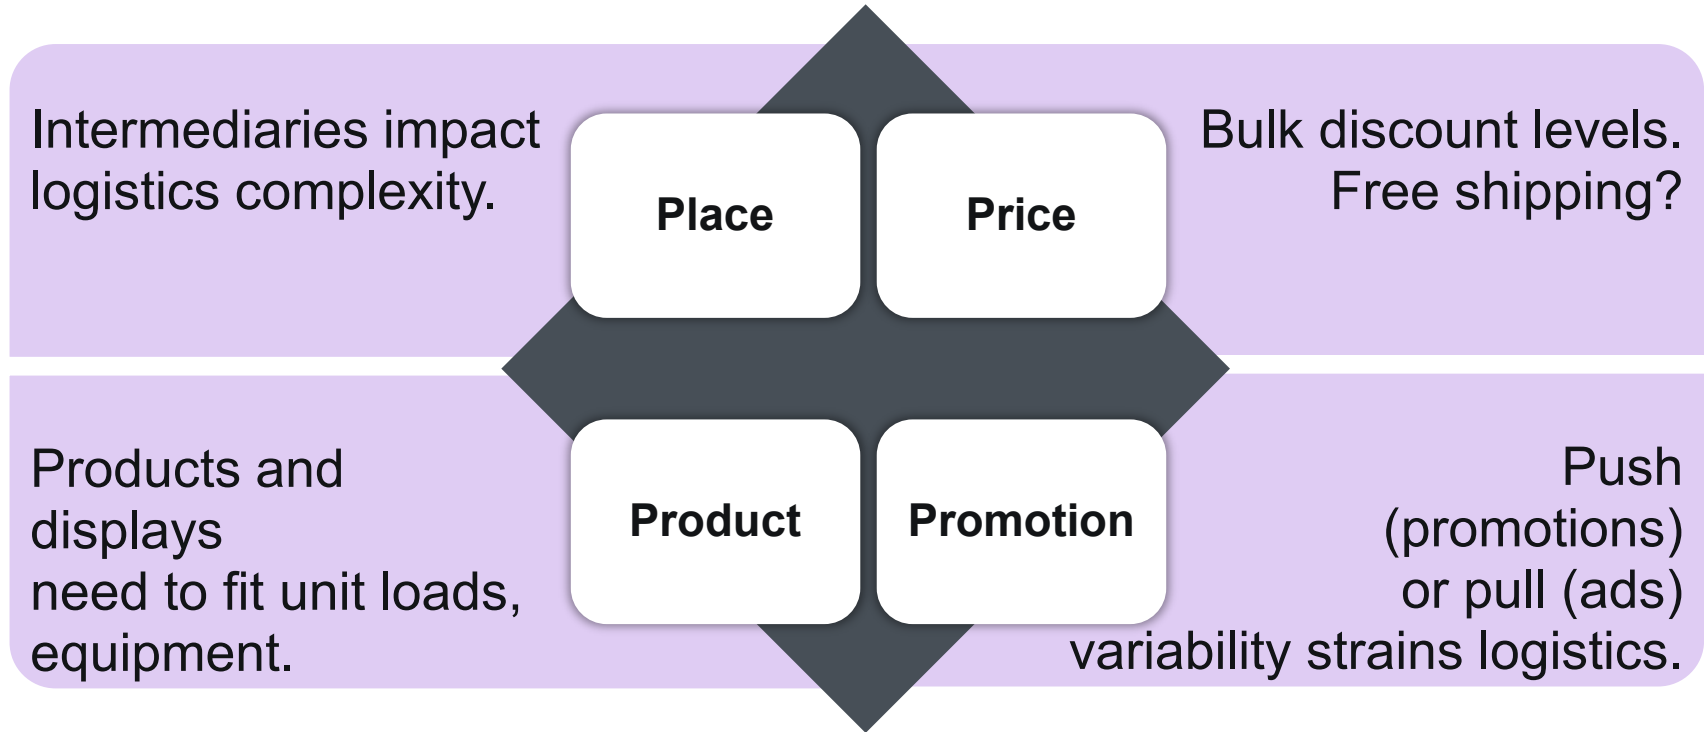 Intermediaries impact
logistics complexity.
Place
Price
Bulk discount levels.
Free shipping?
Products and
displays
need to fit unit loads,
equipment.
Product
Promotion
Push
(promotions)
or pull (ads)
variability strains logistics.